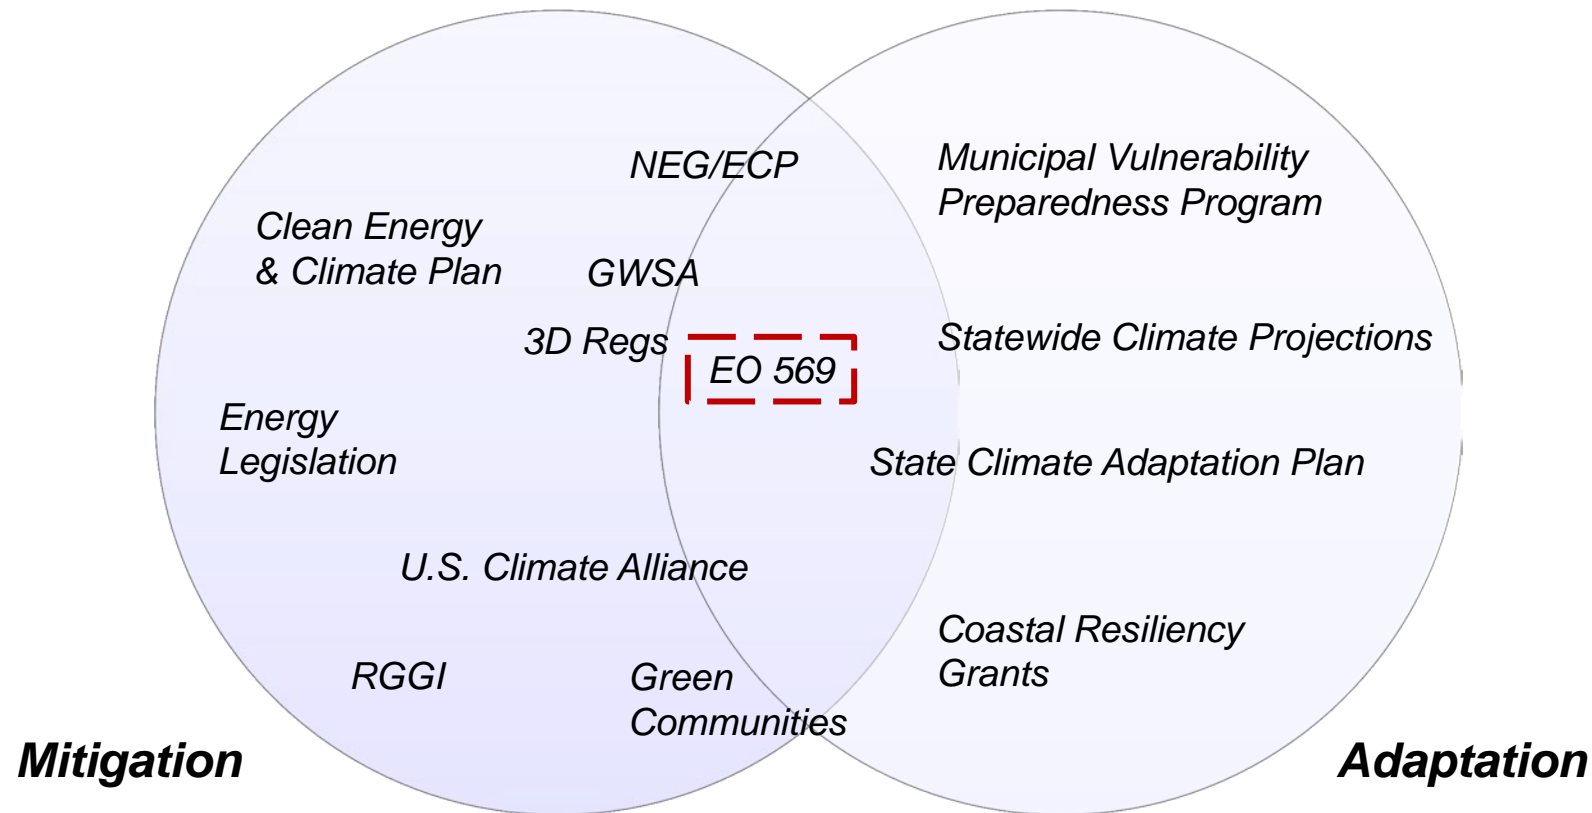 NEG/ECP
Municipal Vulnerability
Preparedness Program
Clean Energy
& Climate Plan
GWSA
3D Regs
EO 569
Statewide Climate Projections
Energy
Legislation
State Climate Adaptation Plan
U.S. Climate Alliance
Coastal Resiliency
Grants
RGGI
Green
Communities
Mitigation
Adaptation